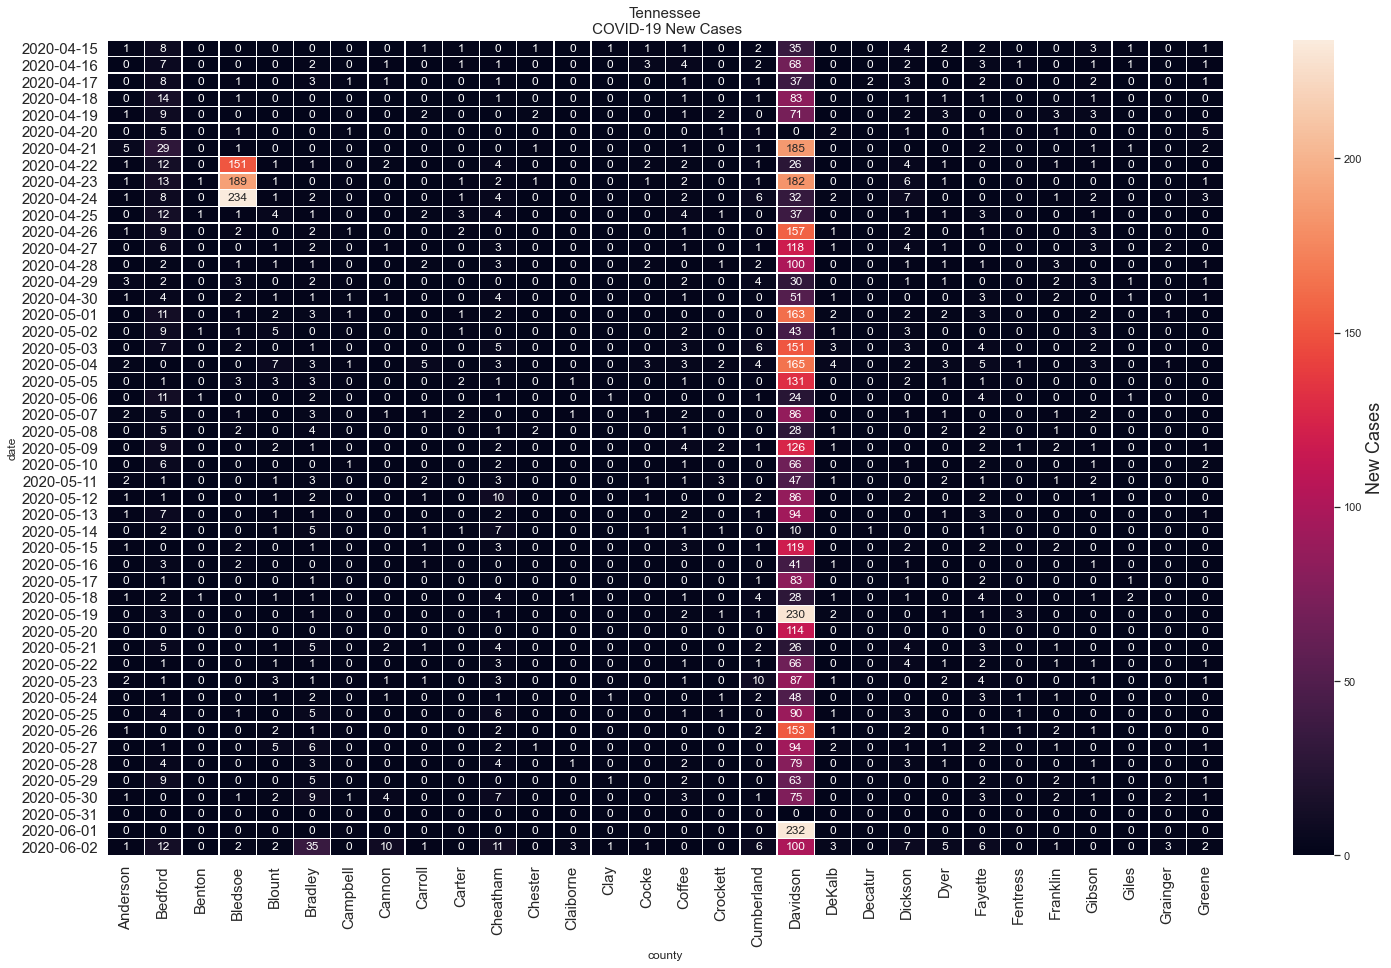 Tennessee
COVID-19 New Cases
2020-04-15 1 8 0 0 0 0 0 0 1 1 0 1 0 1 1 1 0 2 35 0 0 4 2 2 0 0 3 1 0 1
2020-04-16 0 7 0 0 0 2 0 1 0 1 1 0 0 0 3 4 0 2 68 0 0 2 0 3 1 0 1 1 0 1
2020-04-17 0 8 0 1 0 3 1 1 0 0 1 0 0 0 0 1 0 1 37 0 2 3 0 2 0 0 2 0 0 1
2020-04-18 0 14 0 1 0 0 0 0 0 0 1 0 0 0 0 1 0 1 83 0 0 1 1 1 0 0 1 0 0 0
2020-04-19 1 9 0 0 0 0 0 0 2 0 0 2 0 0 0 1 2 0 71 0 0 2 3 0 0 3 3 0 0 0
2020-04-20 0 5 0 1 0 0 1 0 0 0 0 0 0 0 0 0 1 1 0 2 0 1 0 1 0 1 0 0 0 5
2020-04-21 5 29 0 1 0 0 0 0 0 0 0 1 0 0 0 1 0 1 185 0 0 0 0 2 0 0 1 1 0 2
2020-04-22 1 12 0 151 1 1 0 2 0 0 4 0 0 0 2 2 0 1 26 0 0 4 1 0 0 1 1 0 0 0
2020-04-23 1 13 1 189 1 0 0 0 0 1 2 1 0 0 1 2 0 1 182 0 0 6 1 0 0 0 0 0 0 1
2020-04-24 1 8 0 234 1 2 0 0 0 1 4 0 0 0 0 2 0 6 32 2 0 7 0 0 0 1 2 0 0 3
2020-04-25 0 12 1 1 4 1 0 0 2 3 4 0 0 0 0 4 1 0 37 0 0 1 1 3 0 0 1 0 0 0
2020-04-26 1 9 0 2 0 2 1 0 0 2 0 0 0 0 0 1 0 0 157 1 0 2 0 1 0 0 3 0 0 0
2020-04-27 0 6 0 0 1 2 0 1 0 0 3 0 0 0 0 1 0 1 118 1 0 4 1 0 0 0 3 0 2 0
2020-04-28 0 2 0 1 1 1 0 0 2 0 3 0 0 0 2 0 1 2 100 0 0 1 1 1 0 3 0 0 0 1
2020-04-29 3 2 0 3 0 2 0 0 0 0 0 0 0 0 0 2 0 4 30 0 0 1 1 0 0 2 3 1 0 1
2020-04-30 1 4 0 2 1 1 1 1 0 0 4 0 0 0 0 1 0 0 51 1 0 0 0 3 0 2 0 1 0 1
2020-05-01 0 11 0 1 2 3 1 0 0 1 2 0 0 0 0 0 0 0 163 2 0 2 2 3 0 0 2 0 1 0
2020-05-02 0 9 1 1 5 0 0 0 0 1 0 0 0 0 0 2 0 0 43 1 0 3 0 0 0 0 3 0 0 0
2020-05-03 0 7 0 2 0 1 0 0 0 0 5 0 0 0 0 3 0 6 151 3 0 3 0 4 0 0 2 0 0 0
2020-05-04 2 0 0 0 7 3 1 0 5 0 3 0 0 0 3 3 2 4 165 4 0 2 3 5 1 0 3 0 1 0
2020-05-05 0 1 0 3 3 3 0 0 0 2 1 0 1 0 0 1 0 0 131 0 0 2 1 1 0 0 0 0 0 0
2020-05-06 0 11 1 0 0 2 0 0 0 0 1 0 0 1 0 0 0 1 24 0 0 0 0 4 0 0 0 1 0 0
2020-05-07 2 5 0 1 0 3 0 1 1 2 0 0 1 0 1 2 0 0 86 0 0 1 1 0 0 1 2 0 0 0
2020-05-08 0 5 0 2 0 4 0 0 0 0 1 2 0 0 0 1 0 0 28 1 0 0 2 2 0 1 0 0 0 0
2020-05-09 0 9 0 0 2 1 0 0 0 0 2 0 0 0 0 4 2 1 126 1 0 0 0 2 1 2 1 0 0 1
2020-05-10 0 6 0 0 0 0 1 0 0 0 2 0 0 0 0 1 0 0 66 0 0 1 0 2 0 0 1 0 0 2
2020-05-11 2 1 0 0 1 3 0 0 2 0 3 0 0 0 1 1 3 0 47 1 0 0 2 1 0 1 2 0 0 0
2020-05-12 1 1 0 0 1 2 0 0 1 0 10 0 0 0 1 0 0 2 86 0 0 2 0 2 0 0 1 0 0 0
2020-05-13 1 7 0 0 1 1 0 0 0 0 2 0 0 0 0 2 0 1 94 0 0 0 1 3 0 0 0 0 0 1
2020-05-14 0 2 0 0 1 5 0 0 1 1 7 0 0 0 1 1 1 0 10 0 1 0 0 1 0 0 0 0 0 0
2020-05-15 1 0 0 2 0 1 0 0 1 0 3 0 0 0 0 3 0 1 119 0 0 2 0 2 0 2 0 0 0 0
2020-05-16 0 3 0 2 0 0 0 0 1 0 0 0 0 0 0 0 0 0 41 1 0 1 0 0 0 0 1 0 0 0
2020-05-17 0 1 0 0 0 1 0 0 0 0 0 0 0 0 0 0 0 1 83 0 0 1 0 2 0 0 0 1 0 0
2020-05-18 1 2 1 0 1 1 0 0 0 0 4 0 1 0 0 1 0 4 28 1 0 1 0 4 0 0 1 2 0 0
2020-05-19 0 3 0 0 0 1 0 0 0 0 1 0 0 0 0 2 1 1 230 2 0 0 1 1 3 0 0 0 0 0
2020-05-20 0 0 0 0 0 0 0 0 0 0 0 0 0 0 0 0 0 0 114 0 0 0 0 0 0 0 0 0 0 0
2020-05-21 0 5 0 0 1 5 0 2 1 0 4 0 0 0 0 0 0 2 26 0 0 4 0 3 0 1 0 0 0 0
2020-05-22 0 1 0 0 1 1 0 0 0 0 3 0 0 0 0 1 0 1 66 0 0 4 1 2 0 1 1 0 0 1
2020-05-23 2 1 0 0 3 1 0 1 1 0 3 0 0 0 0 1 0 10 87 1 0 0 2 4 0 0 0 1 0 1
2020-05-24 0 1 0 0 1 2 0 0 1 0 1 0 0 1 0 0 1 2 48 0 0 0 0 3 1 1 0 0 0 0
2020-05-25 0 4 0 1 0 5 0 0 0 0 6 0 0 0 0 1 1 0 90 1 0 3 0 0 1 0 0 0 0 0
2020-05-26 1 0 0 0 2 1 0 0 0 0 2 0 0 0 0 0 0 2 153 1 0 2 0 1 1 2 1 0 0 0
2020-05-27 0 1 0 0 5 6 0 0 0 0 2 1 0 0 0 0 0 0 94 2 0 1 1 2 0 1 0 0 0 1
2020-05-28 0 4 0 0 0 3 0 0 0 0 4 0 1 0 0 2 0 0 79 0 0 3 1 0 0 0 1 0 0 0
2020-05-29 0 9 0 0 0 5 0 0 0 0 0 0 0 1 0 2 0 0 63 0 0 0 0 2 0 2 1 0 0 1
2020-05-30 1 0 0 1 2 9 1 4 0 0 7 0 0 0 0 3 0 1 75 0 0 0 0 3 0 2 1 0 2 1
2020-05-31 0 0 0 0 0 0 0 0 0 0 0 0 0 0 0 0 0 0 0 0 0 0 0 0 0 0 0 0 0 0
2020-06-01 0 0 0 0 0 0 0 0 0 0 0 0 0 0 0 0 0 0 232 0 0 0 0 0 0 0 0 0 0 0
2020-06-02 1 12 0 2 2 35 0 10 1 0 11 0 3 1 1 0 0 6 100 3 0 7 5 6 0 1 0 0 3 2
Anderson Bedford Benton Bledsoe Blount Bradley Campbell Cannon Carroll Carter Cheatham Chester Claiborne Clay Cocke Coffee Crockett Cumberland Davidson DeKalb Decatur Dickson Dyer Fayette Fentress Franklin Gibson Giles Grainger Greene
county
date
200
150
100
50
0
New Cases